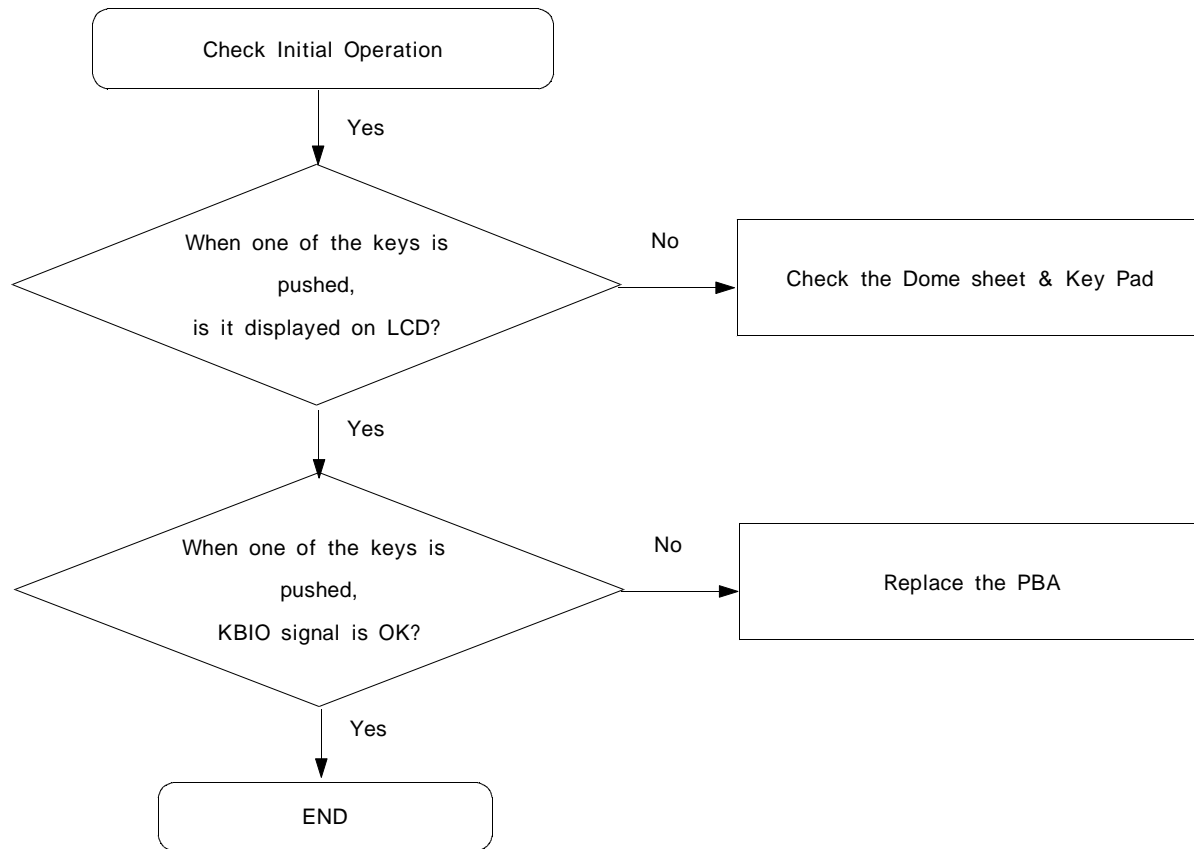 Check Initial Operation
Yes
When one of the keys is
pushed,
is it displayed on LCD?
No
Check the Dome sheet & Key Pad
Yes
When one of the keys is
pushed,
KBIO signal is OK?
No
Replace the PBA
Yes
END